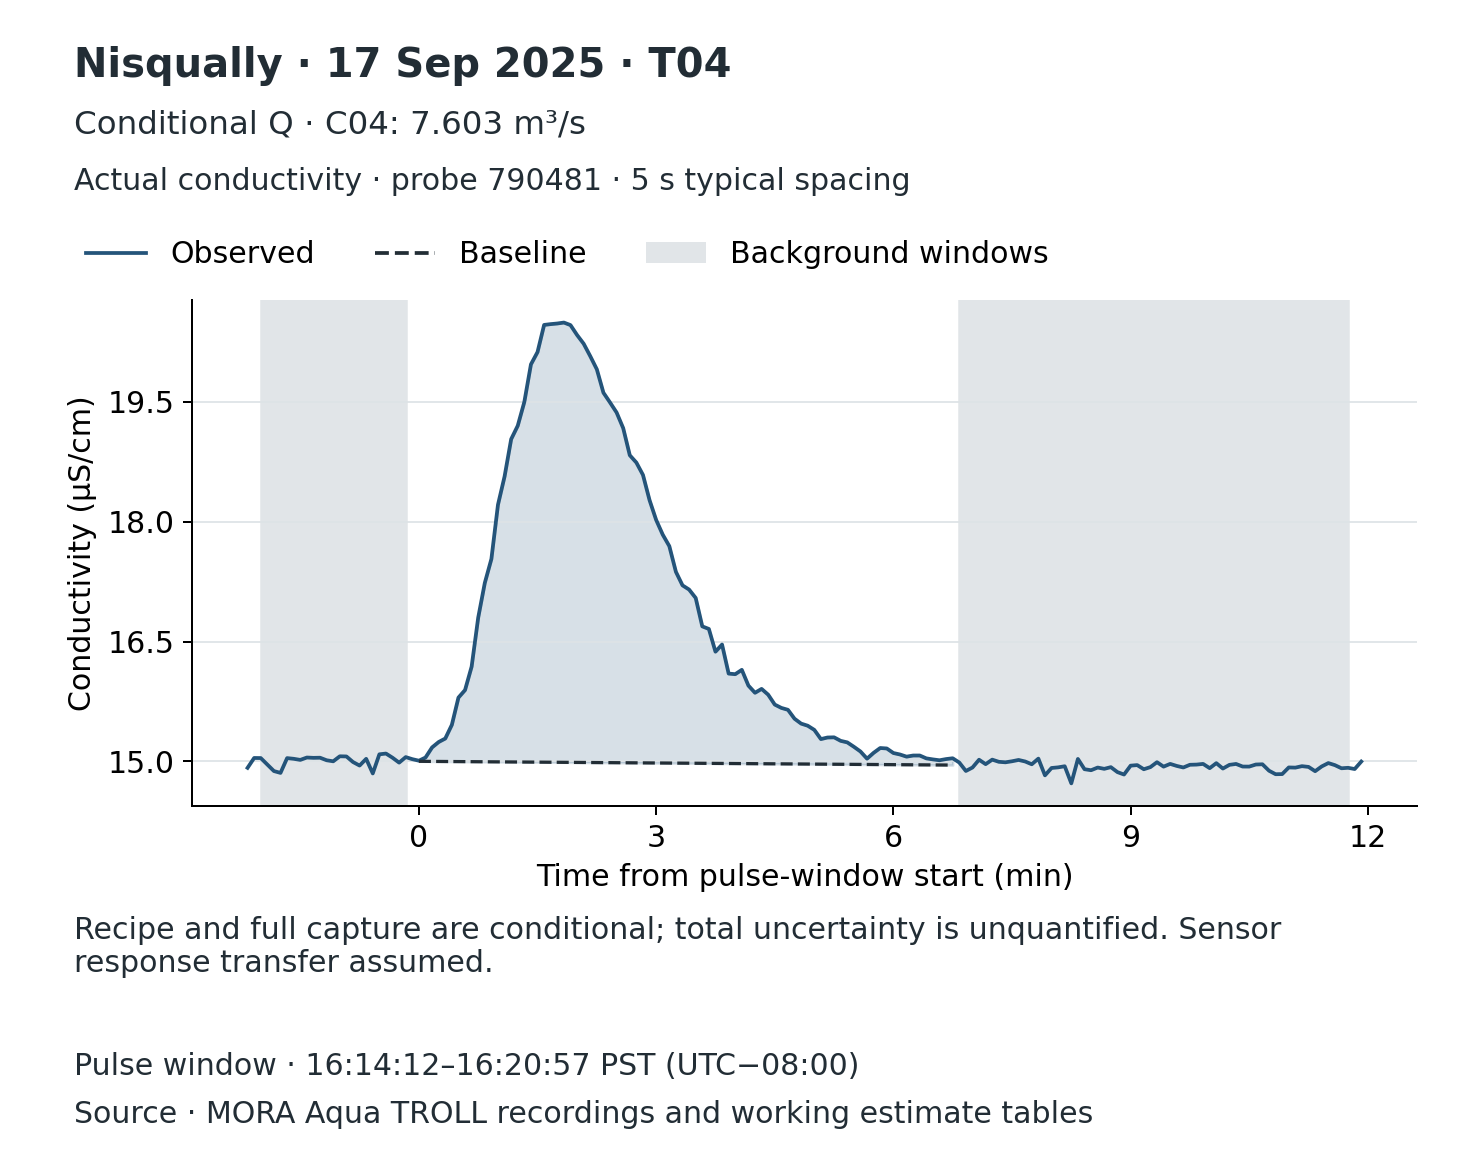 Nisqually · 17 Sep 2025 · T04
Conditional Q · C04: 7.603 m³/s
Actual conductivity · probe 790481 · 5 s typical spacing
Observed
Baseline
Background windows
Conductivity (µS/cm)
19.5
18.0
16.5
15.0
0
3
6
9
12
Time from pulse-window start (min)
Recipe and full capture are conditional; total uncertainty is unquantified. Sensor
response transfer assumed.
Pulse window · 16:14:12–16:20:57 PST (UTC−08:00)
Source · MORA Aqua TROLL recordings and working estimate tables